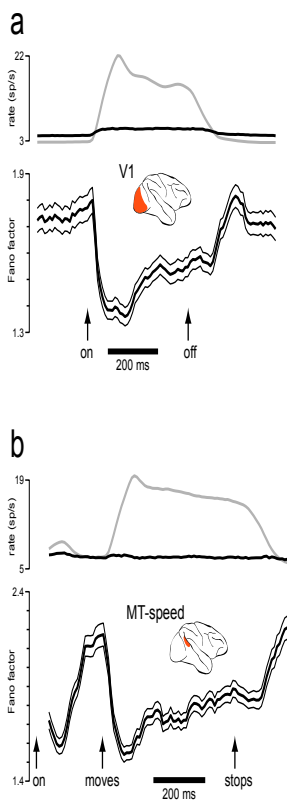 a
22
rate (sp/s)
3
1.9
V1
Fano factor
1.3
on
off
200 ms
b
19
rate (sp/s)
5
2.4
MT-speed
Fano factor
1.4
on
moves
stops
200 ms